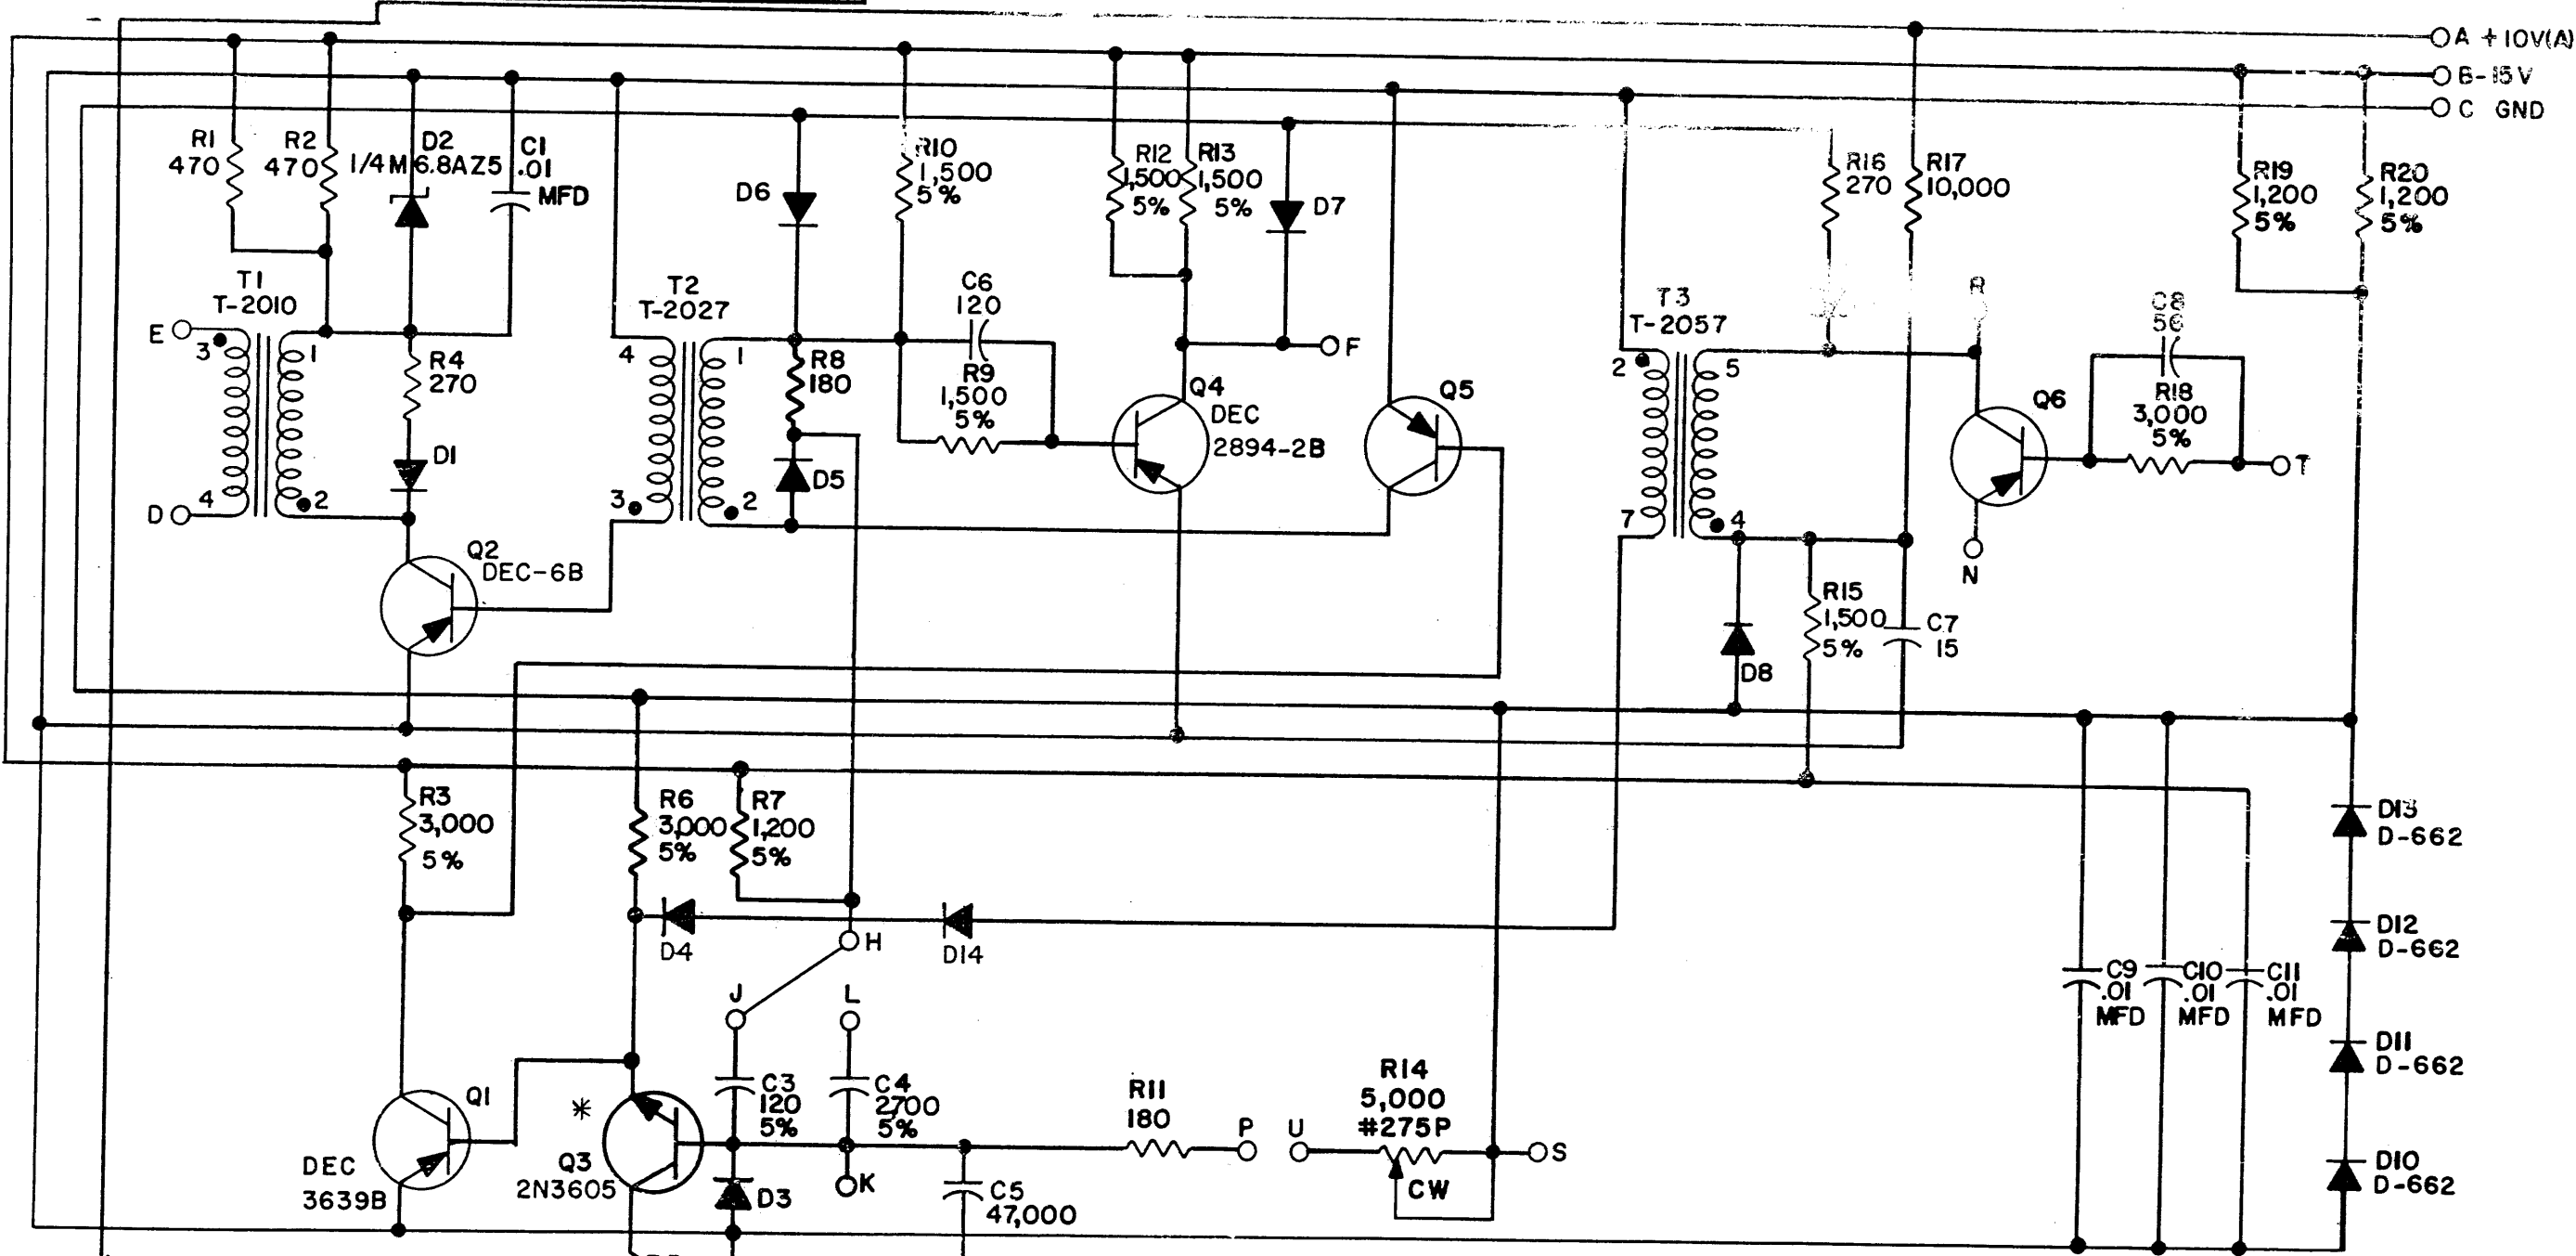 A +10V(A)
B-15V
C GND
R1
470
R2
470
D2
1/4M6.8AZ5
C1
.01
MFD
D6
R10
1,500
5%
R12
1,500
5%
R13
1,500
5%
D7
R16
270
R17
10,000
R19
1,200
5%
R20
1,200
5%
T1
T-2010
E
3
4
D
1
2
R4
270
D1
T2
T-2027
4
3
1
2
R8
180
D5
C6
120
R9
1,500
5%
F
Q4
DEC
2894-2B
Q5
T3
T-2057
2
7
5
4
R
Q6
C8
56
R18
3,000
5%
T
N
Q2
DEC-6B
R15
1,500
5%
C7
15
D8
R3
3,000
5%
R6
3,000
5%
R7
1,200
5%
D4
H
D14
J
L
C3
120
5%
C4
2700
5%
K
R11
180
P
U
R14
5,000
#275P
S
CW
Q1
DEC
3639B
*
Q3
2N3605
D3
C5
47,000
C9
.01
MFD
C10
.01
MFD
C11
.01
MFD
D13
D-662
D12
D-662
D11
D-662
D10
D-662